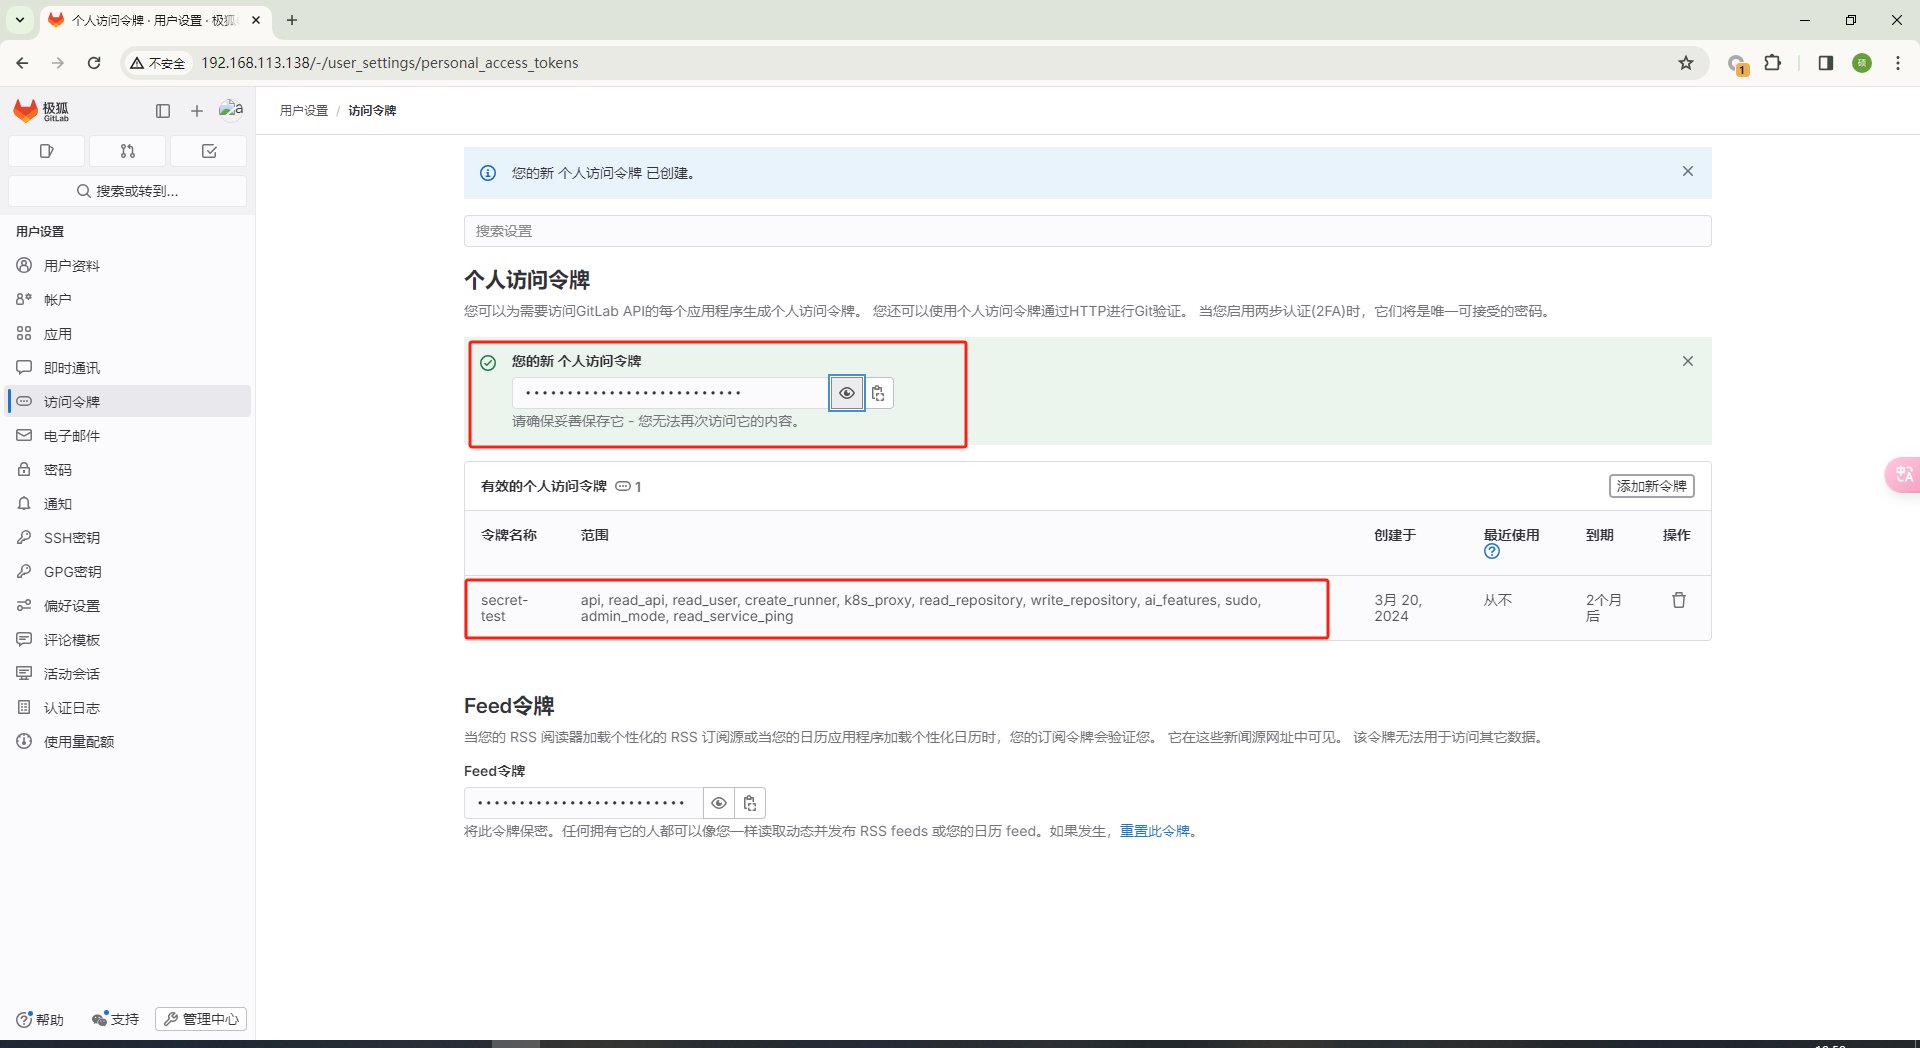 个人访问令牌 · 用户设置 · 极狐
不安全
192.168.113.138/-/user_settings/personal_access_tokens
1
硕
极狐
GitLab
a
用户设置 / 访问令牌
搜索或转到...
您的新 个人访问令牌 已创建。
搜索设置
用户设置
用户资料
帐户
应用
即时通讯
访问令牌
电子邮件
密码
通知
SSH密钥
GPG密钥
偏好设置
评论模板
活动会话
认证日志
使用量配额
帮助
支持
管理中心
个人访问令牌
您可以为需要访问GitLab API的每个应用程序生成个人访问令牌。 您还可以使用个人访问令牌通过HTTP进行Git验证。 当您启用两步认证(2FA)时，它们将是唯一可接受的密码。
您的新 个人访问令牌
请确保妥善保存它 - 您无法再次访问它的内容。
有效的个人访问令牌 1
添加新令牌
令牌名称 范围 创建于 最近使用 到期 操作
secret-
test
api, read_api, read_user, create_runner, k8s_proxy, read_repository, write_repository, ai_features, sudo,
admin_mode, read_service_ping
3月 20,
2024
从不
2个月
后
Feed令牌
当您的 RSS 阅读器加载个性化的 RSS 订阅源或当您的日历应用程序加载个性化日历时，您的订阅令牌会验证您。 它在这些新闻源网址中可见。 该令牌无法用于访问其它数据。
Feed令牌
将此令牌保密。任何拥有它的人都可以像您一样读取动态并发布 RSS feeds 或您的日历 feed。如果发生，重置此令牌。
中
A